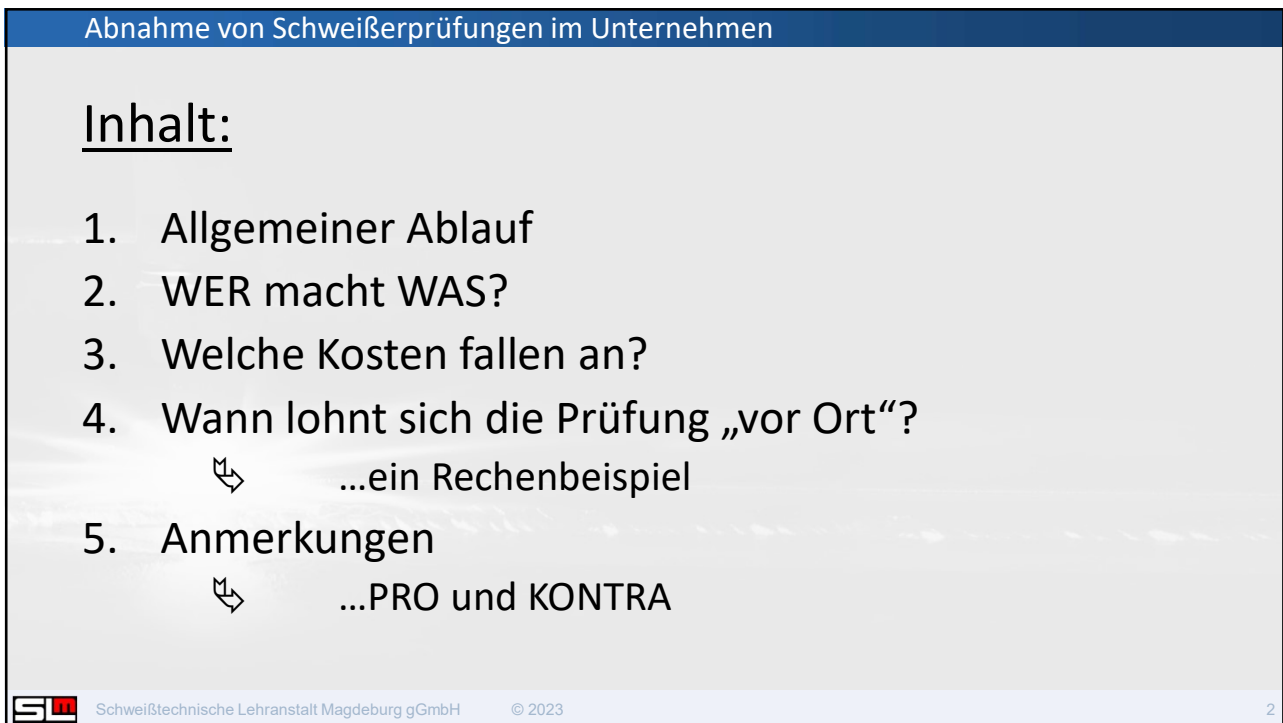 Abnahme von Schweißerprüfungen im Unternehmen
Inhalt:
1. Allgemeiner Ablauf
2. WER macht WAS?
3. Welche Kosten fallen an?
4. Wann lohnt sich die Prüfung „vor Ort“?
…ein Rechenbeispiel
5. Anmerkungen
…PRO und KONTRA
SLM Schweißtechnische Lehranstalt Magdeburg gGmbH © 2023 2